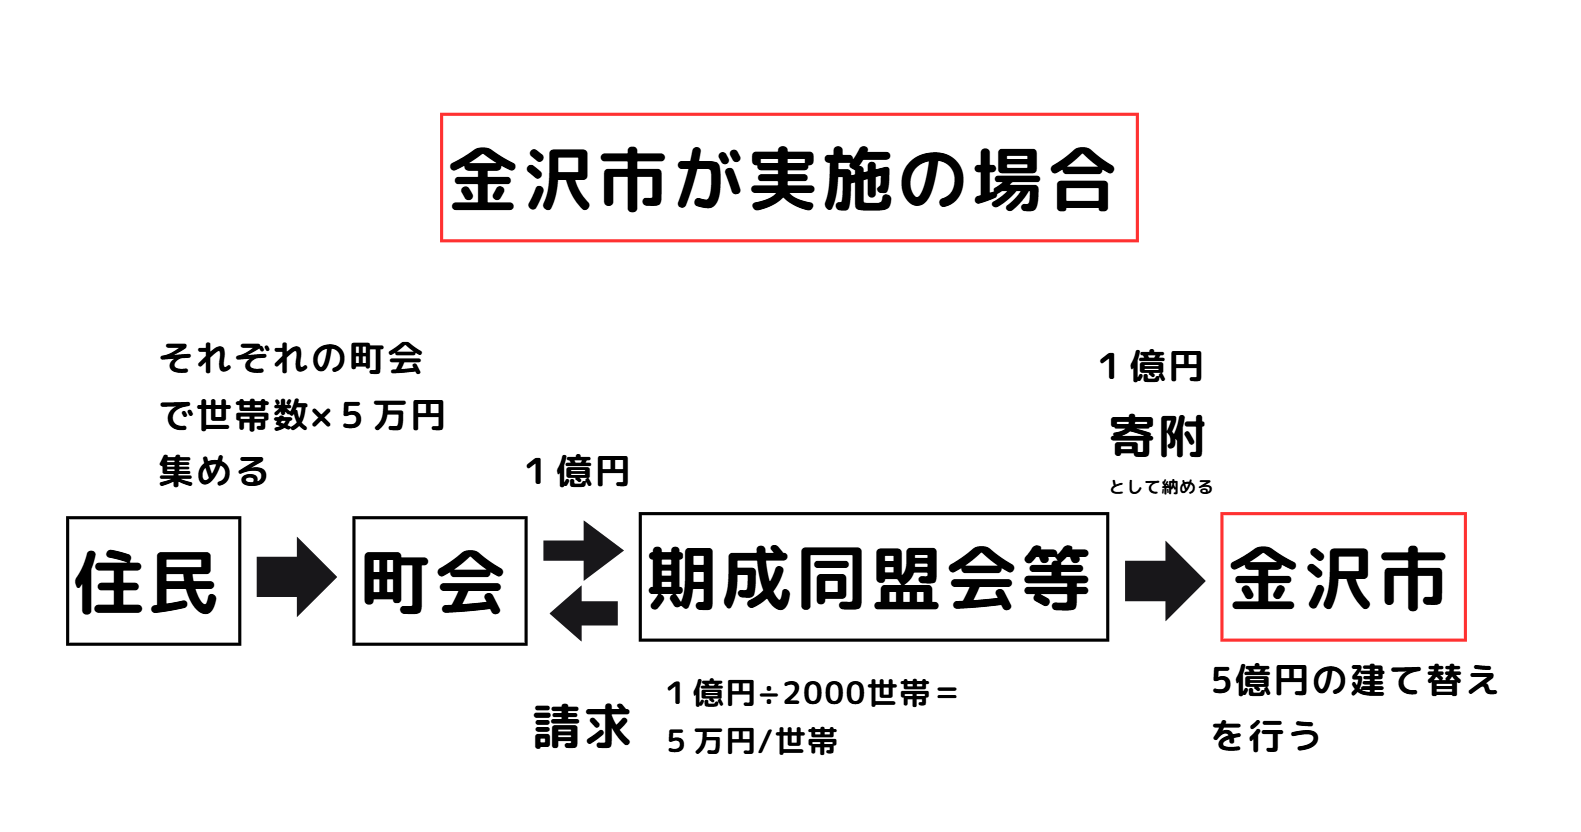 金沢市が実施の場合
それぞれの町会
で世帯数×５万円
集める
１億円
１億円
寄附
として納める
住民
町会
期成同盟会等
金沢市
請求
１億円÷2000世帯＝
５万円/世帯
5億円の建て替え
を行う